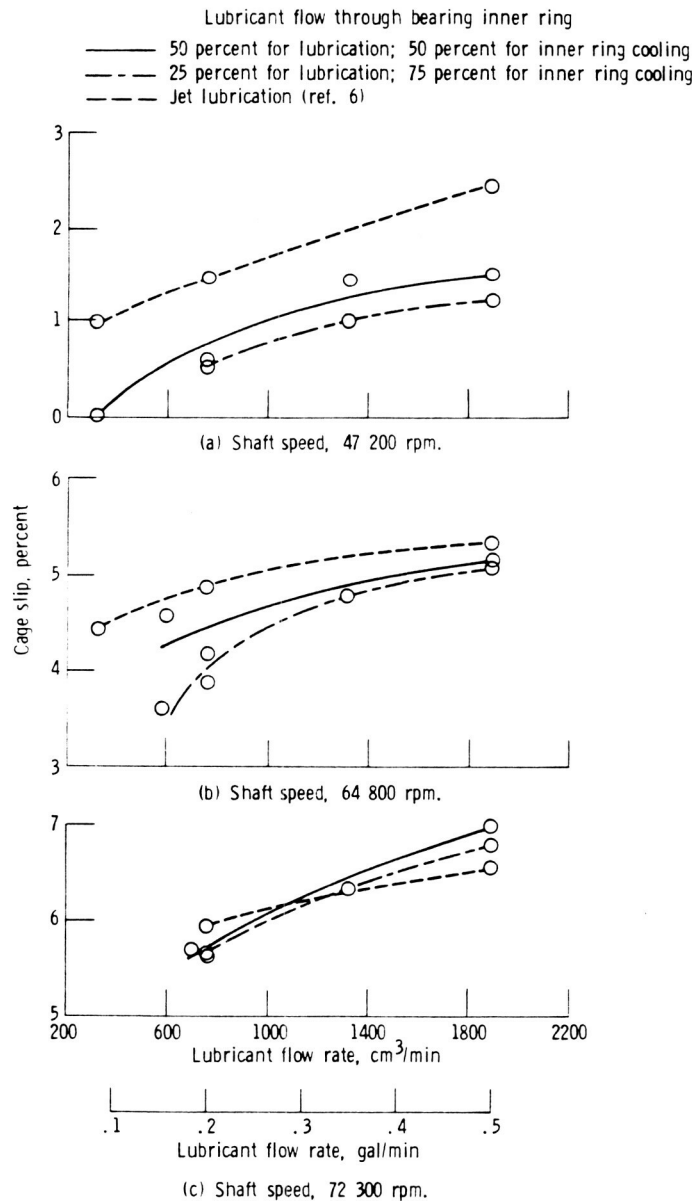 Lubricant flow through bearing inner ring
50 percent for lubrication; 50 percent for inner ring cooling
25 percent for lubrication; 75 percent for inner ring cooling
Jet lubrication (ref. 6)
3
2
1
0
(a) Shaft speed, 47 200 rpm.
Cage slip, percent
6
5
4
3
(b) Shaft speed, 64 800 rpm.
7
6
5
200 600 1000 1400 1800 2200
Lubricant flow rate, cm³/min
.1 .2 .3 .4 .5
Lubricant flow rate, gal/min
(c) Shaft speed, 72 300 rpm.